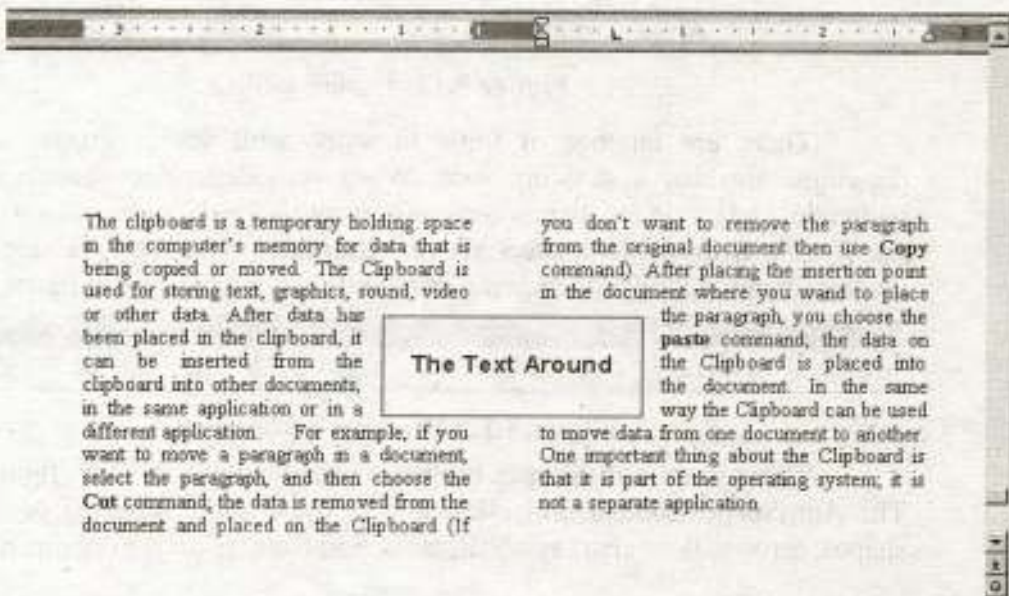 The clipboard is a temporary holding space
in the computer's memory for data that is
being copied or moved. The Clipboard is
used for storing text, graphics, sound, video
or other data. After data has
been placed in the clipboard, it
can be inserted from the
clipboard into other documents,
in the same application or in a
different application. For example, if you
want to move a paragraph in a document,
select the paragraph, and then choose the
Cut command, the data is removed from the
document and placed on the Clipboard (If
The Text Around
you don't want to remove the paragraph
from the original document then use Copy
command). After placing the insertion point
in the document where you wand to place
the paragraph, you choose the
paste command, the data on
the Clipboard is placed into
the document. In the same
way the Clipboard can be used
to move data from one document to another.
One important thing about the Clipboard is
that it is part of the operating system; it is
not a separate application.